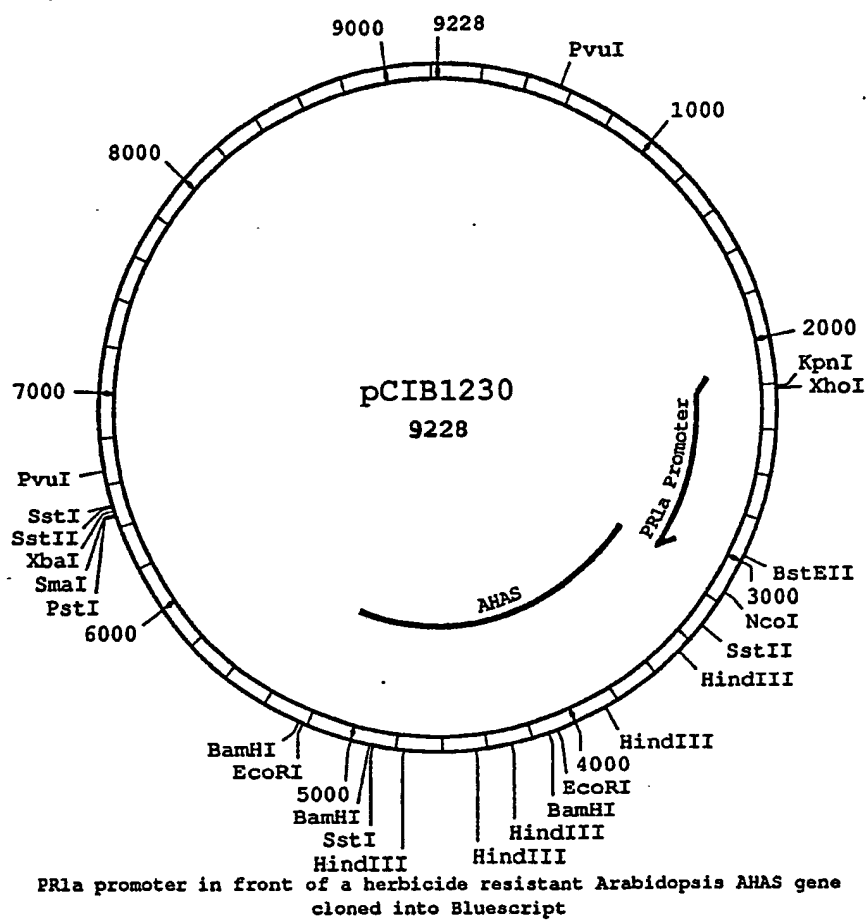 9000
9228
PvuI
1000
8000
2000
KpnI
XhoI
7000
pCIB1230
9228
PR1a Promoter
PvuI
SstI
SstII
XbaI
SmaI
PstI
BstEII
3000
NcoI
AHAS
6000
SstII
HindIII
HindIII
BamHI
EcoRI
4000
EcoRI
5000
BamHI
BamHI
SstI
HindIII
HindIII
HindIII
PR1a promoter in front of a herbicide resistant Arabidopsis AHAS gene
cloned into Bluescript